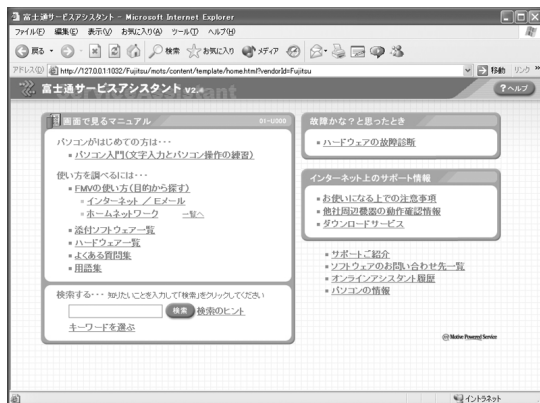 富士通サービスアシスタント - Microsoft Internet Explorer
ファイル(F) 編集(E) 表示(V) お気に入り(A) ツール(T) ヘルプ(H)
戻る 検索 お気に入り メディア
アドレス(D) http://127.0.0.1:1032/Fujitsu/mots/content/template/home.html?vendorId=Fujitsu 移動 リンク »
富士通サービスアシスタント V2.4 ?ヘルプ
画面で見るマニュアル 01-U000
パソコンがはじめての方は・・・
パソコン入門(文字入力とパソコン操作の練習)
使い方を調べるには・・・
FMVの使い方(目的から探す)
インターネット / Eメール
ホームネットワーク 一覧へ
添付ソフトウェア一覧
ハードウェア一覧
よくある質問集
用語集
検索する・・・ 知りたいことを入力して「検索」をクリックしてください
検索 検索のヒント
キーワードを選ぶ
故障かな?と思ったとき
ハードウェアの故障診断
インターネット上のサポート情報
お使いになる上での注意事項
他社周辺機器の動作確認情報
ダウンロードサービス
サポートご紹介
ソフトウェアのお問い合わせ先一覧
オンラインアシスタント履歴
パソコンの情報
Motive Powered Service
イントラネット